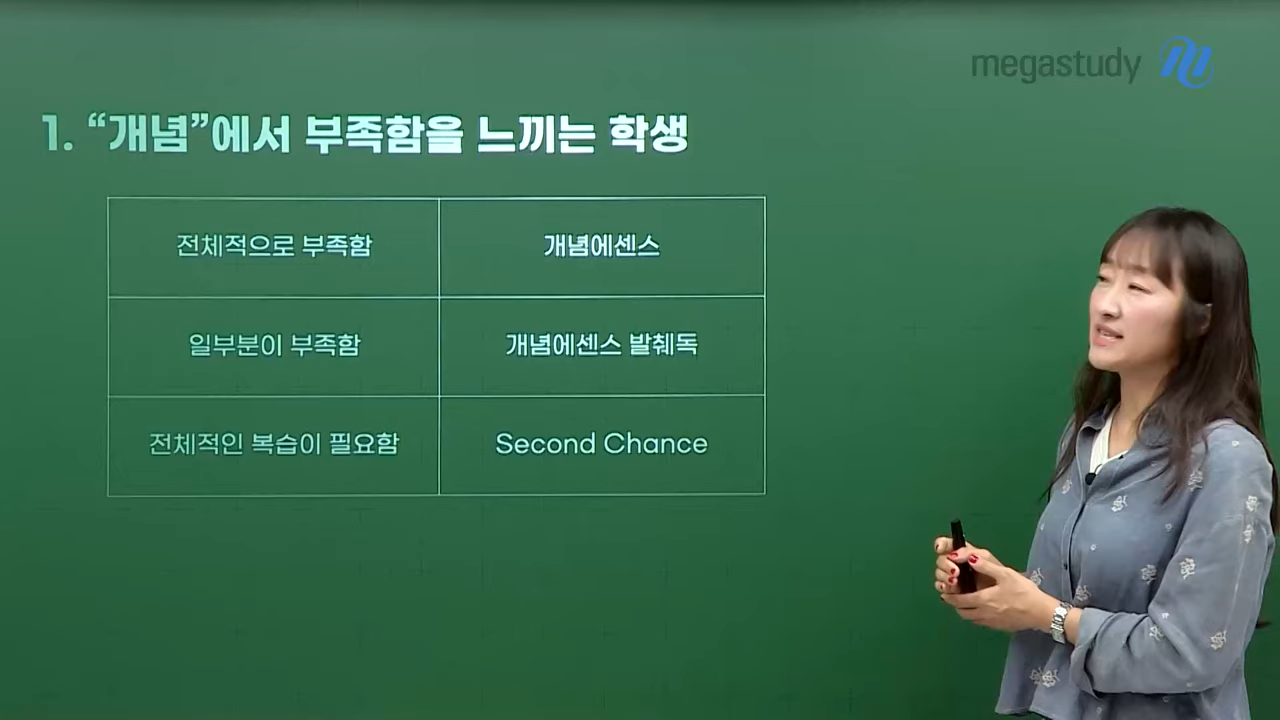 megastudy
1. “개념”에서 부족함을 느끼는 학생
전체적으로 부족함
개념에센스
일부분이 부족함
개념에센스 발췌독
전체적인 복습이 필요함
Second Chance